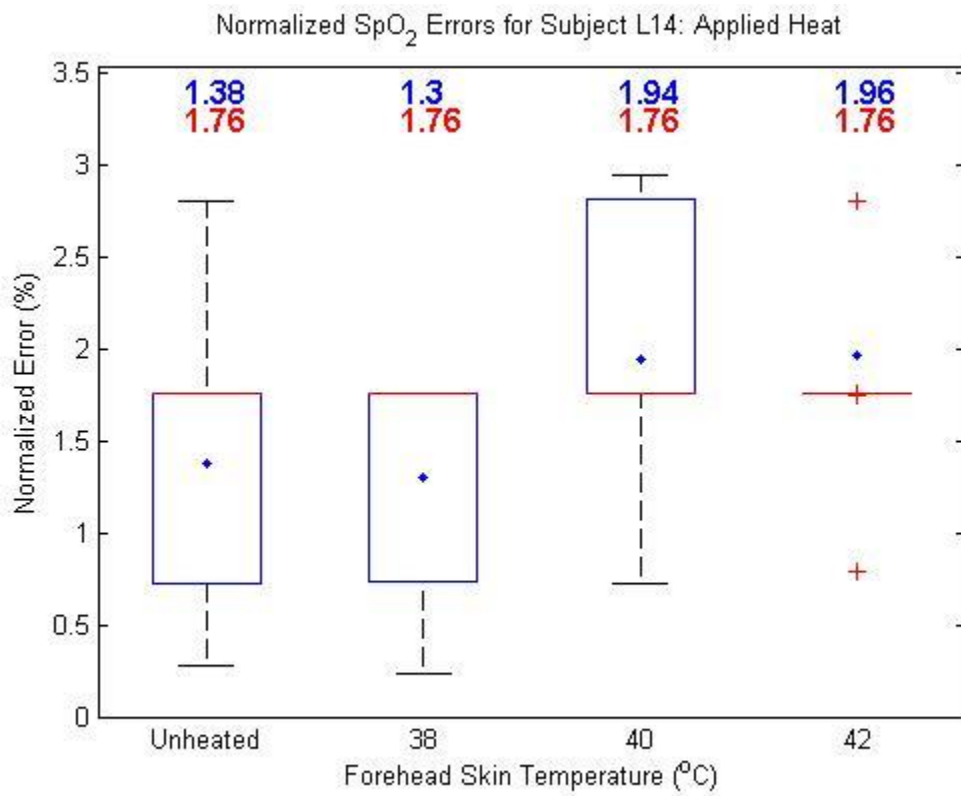 Normalized SpO2 Errors for Subject L14: Applied Heat
3.5
1.38 1.3 1.94 1.96
1.76 1.76 1.76 1.76
3
2.5
2
1.5
1
0.5
0
Normalized Error (%)
Unheated 38 40 42
Forehead Skin Temperature (oC)